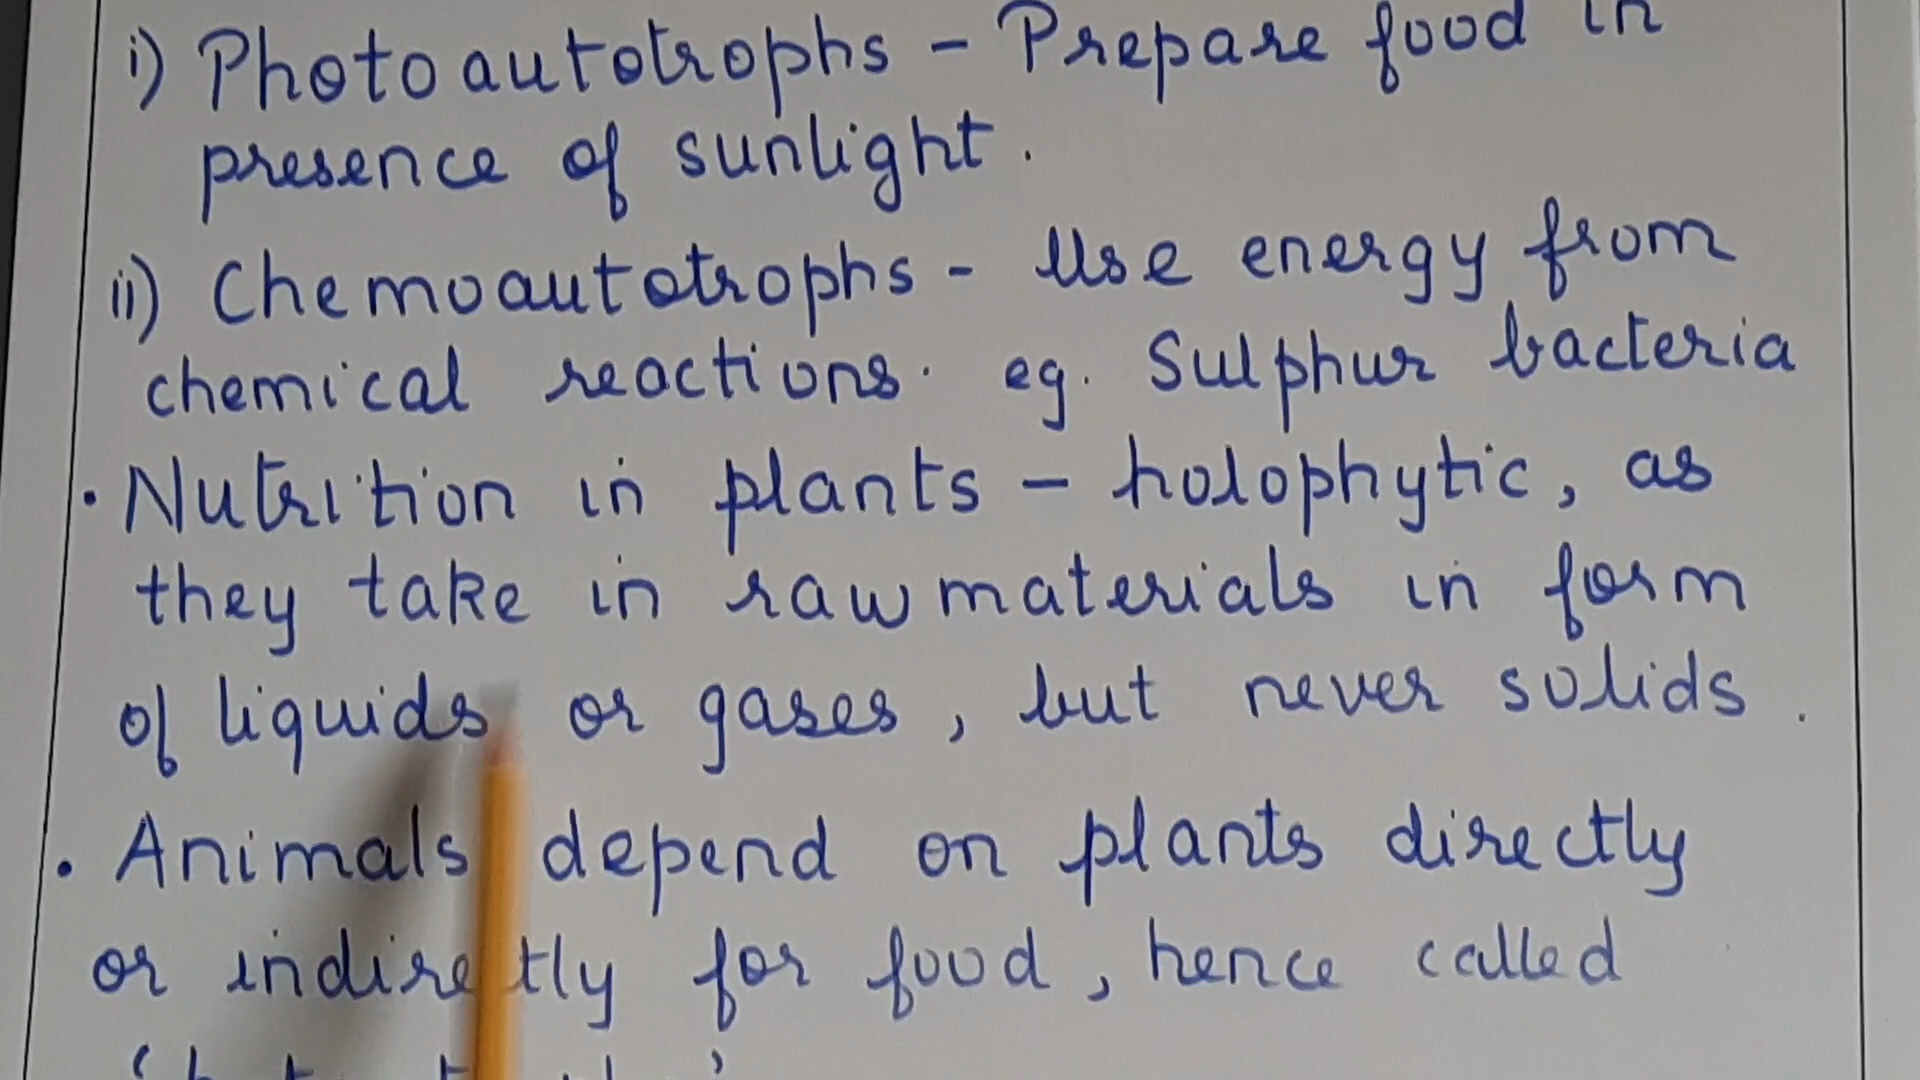 i) Photoautotrophs - Prepare food in
presence of sunlight.
ii) Chemoautotrophs - Use energy from
chemical reactions. eg. Sulphur bacteria
• Nutrition in plants - holophytic, as
they take in raw materials in form
of liquids or gases, but never solids.
• Animals depend on plants directly
or indirectly for food, hence called